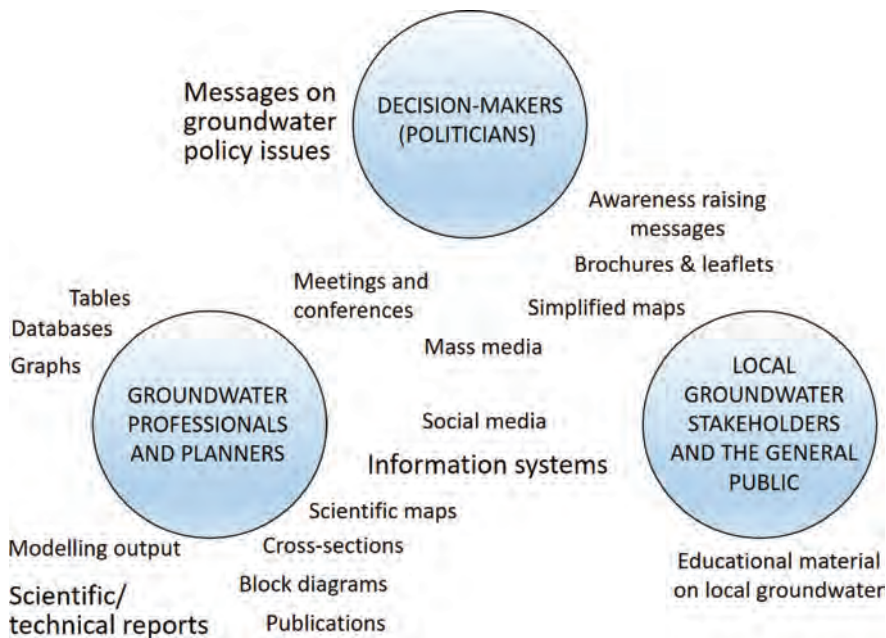 Messages on
groundwater
policy issues
DECISION-MAKERS
(POLITICIANS)
Awareness raising
messages
Brochures & leaflets
Simplified maps
Meetings and
conferences
Mass media
Tables
Databases
Graphs
GROUNDWATER
PROFESSIONALS
AND PLANNERS
Social media
Information systems
LOCAL
GROUNDWATER
STAKEHOLDERS
AND THE GENERAL
PUBLIC
Scientific maps
Modelling output
Cross-sections
Block diagrams
Scientific/
technical reports
Publications
Educational material
on local groundwater